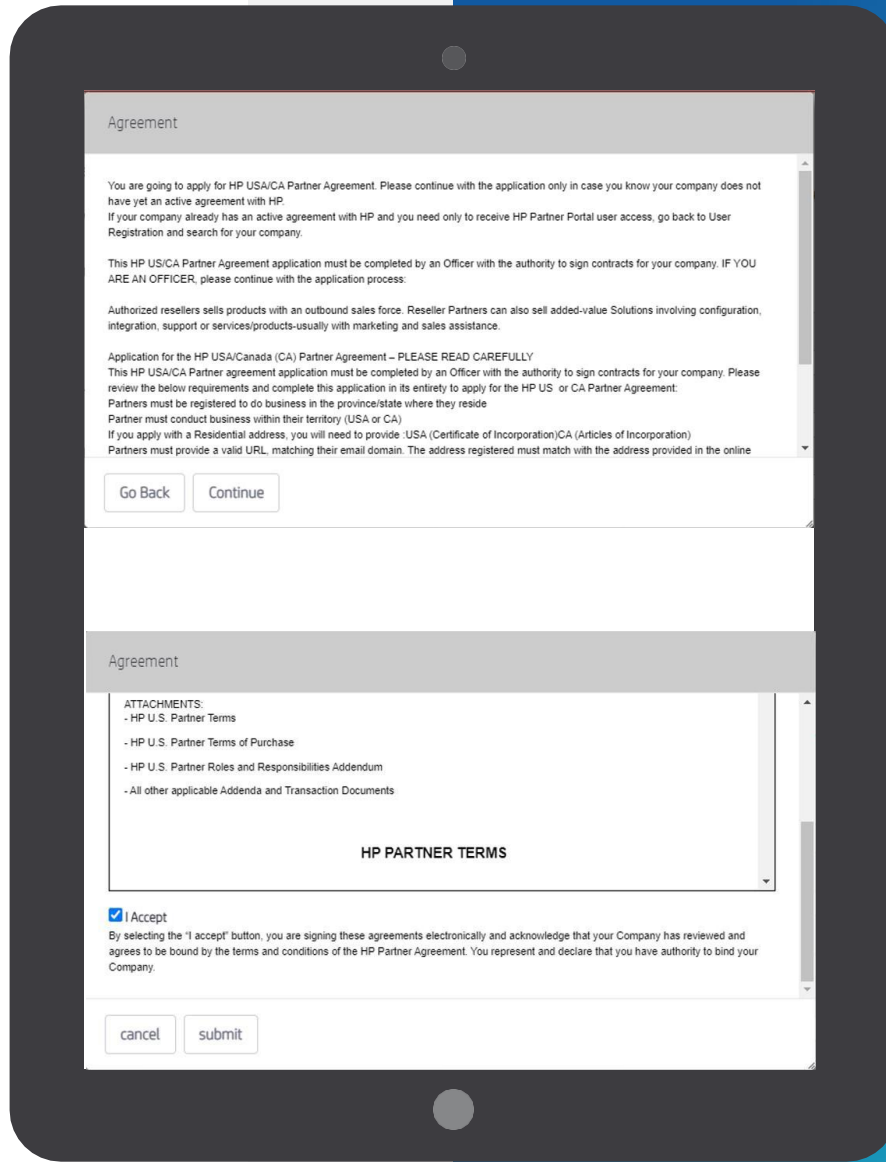 Agreement
You are going to apply for HP USA/CA Partner Agreement. Please continue with the application only in case you know your company does not
have yet an active agreement with HP.
If your company already has an active agreement with HP and you need only to receive HP Partner Portal user access, go back to User
Registration and search for your company.
This HP US/CA Partner Agreement application must be completed by an Officer with the authority to sign contracts for your company. IF YOU
ARE AN OFFICER, please continue with the application process:
Authorized resellers sells products with an outbound sales force. Reseller Partners can also sell added-value Solutions involving configuration,
integration, support or services/products-usually with marketing and sales assistance.
Application for the HP USA/Canada (CA) Partner Agreement – PLEASE READ CAREFULLY
This HP USA/CA Partner agreement application must be completed by an Officer with the authority to sign contracts for your company. Please
review the below requirements and complete this application in its entirety to apply for the HP US or CA Partner Agreement:
Partners must be registered to do business in the province/state where they reside
Partner must conduct business within their territory (USA or CA)
If you apply with a Residential address, you will need to provide :USA (Certificate of Incorporation)CA (Articles of Incorporation)
Partners must provide a valid URL, matching their email domain. The address registered must match with the address provided in the online
Go Back Continue
Agreement
ATTACHMENTS:
- HP U.S. Partner Terms
- HP U.S. Partner Terms of Purchase
- HP U.S. Partner Roles and Responsibilities Addendum
- All other applicable Addenda and Transaction Documents
HP PARTNER TERMS
I Accept
By selecting the "I accept" button, you are signing these agreements electronically and acknowledge that your Company has reviewed and
agrees to be bound by the terms and conditions of the HP Partner Agreement. You represent and declare that you have authority to bind your
Company.
cancel submit